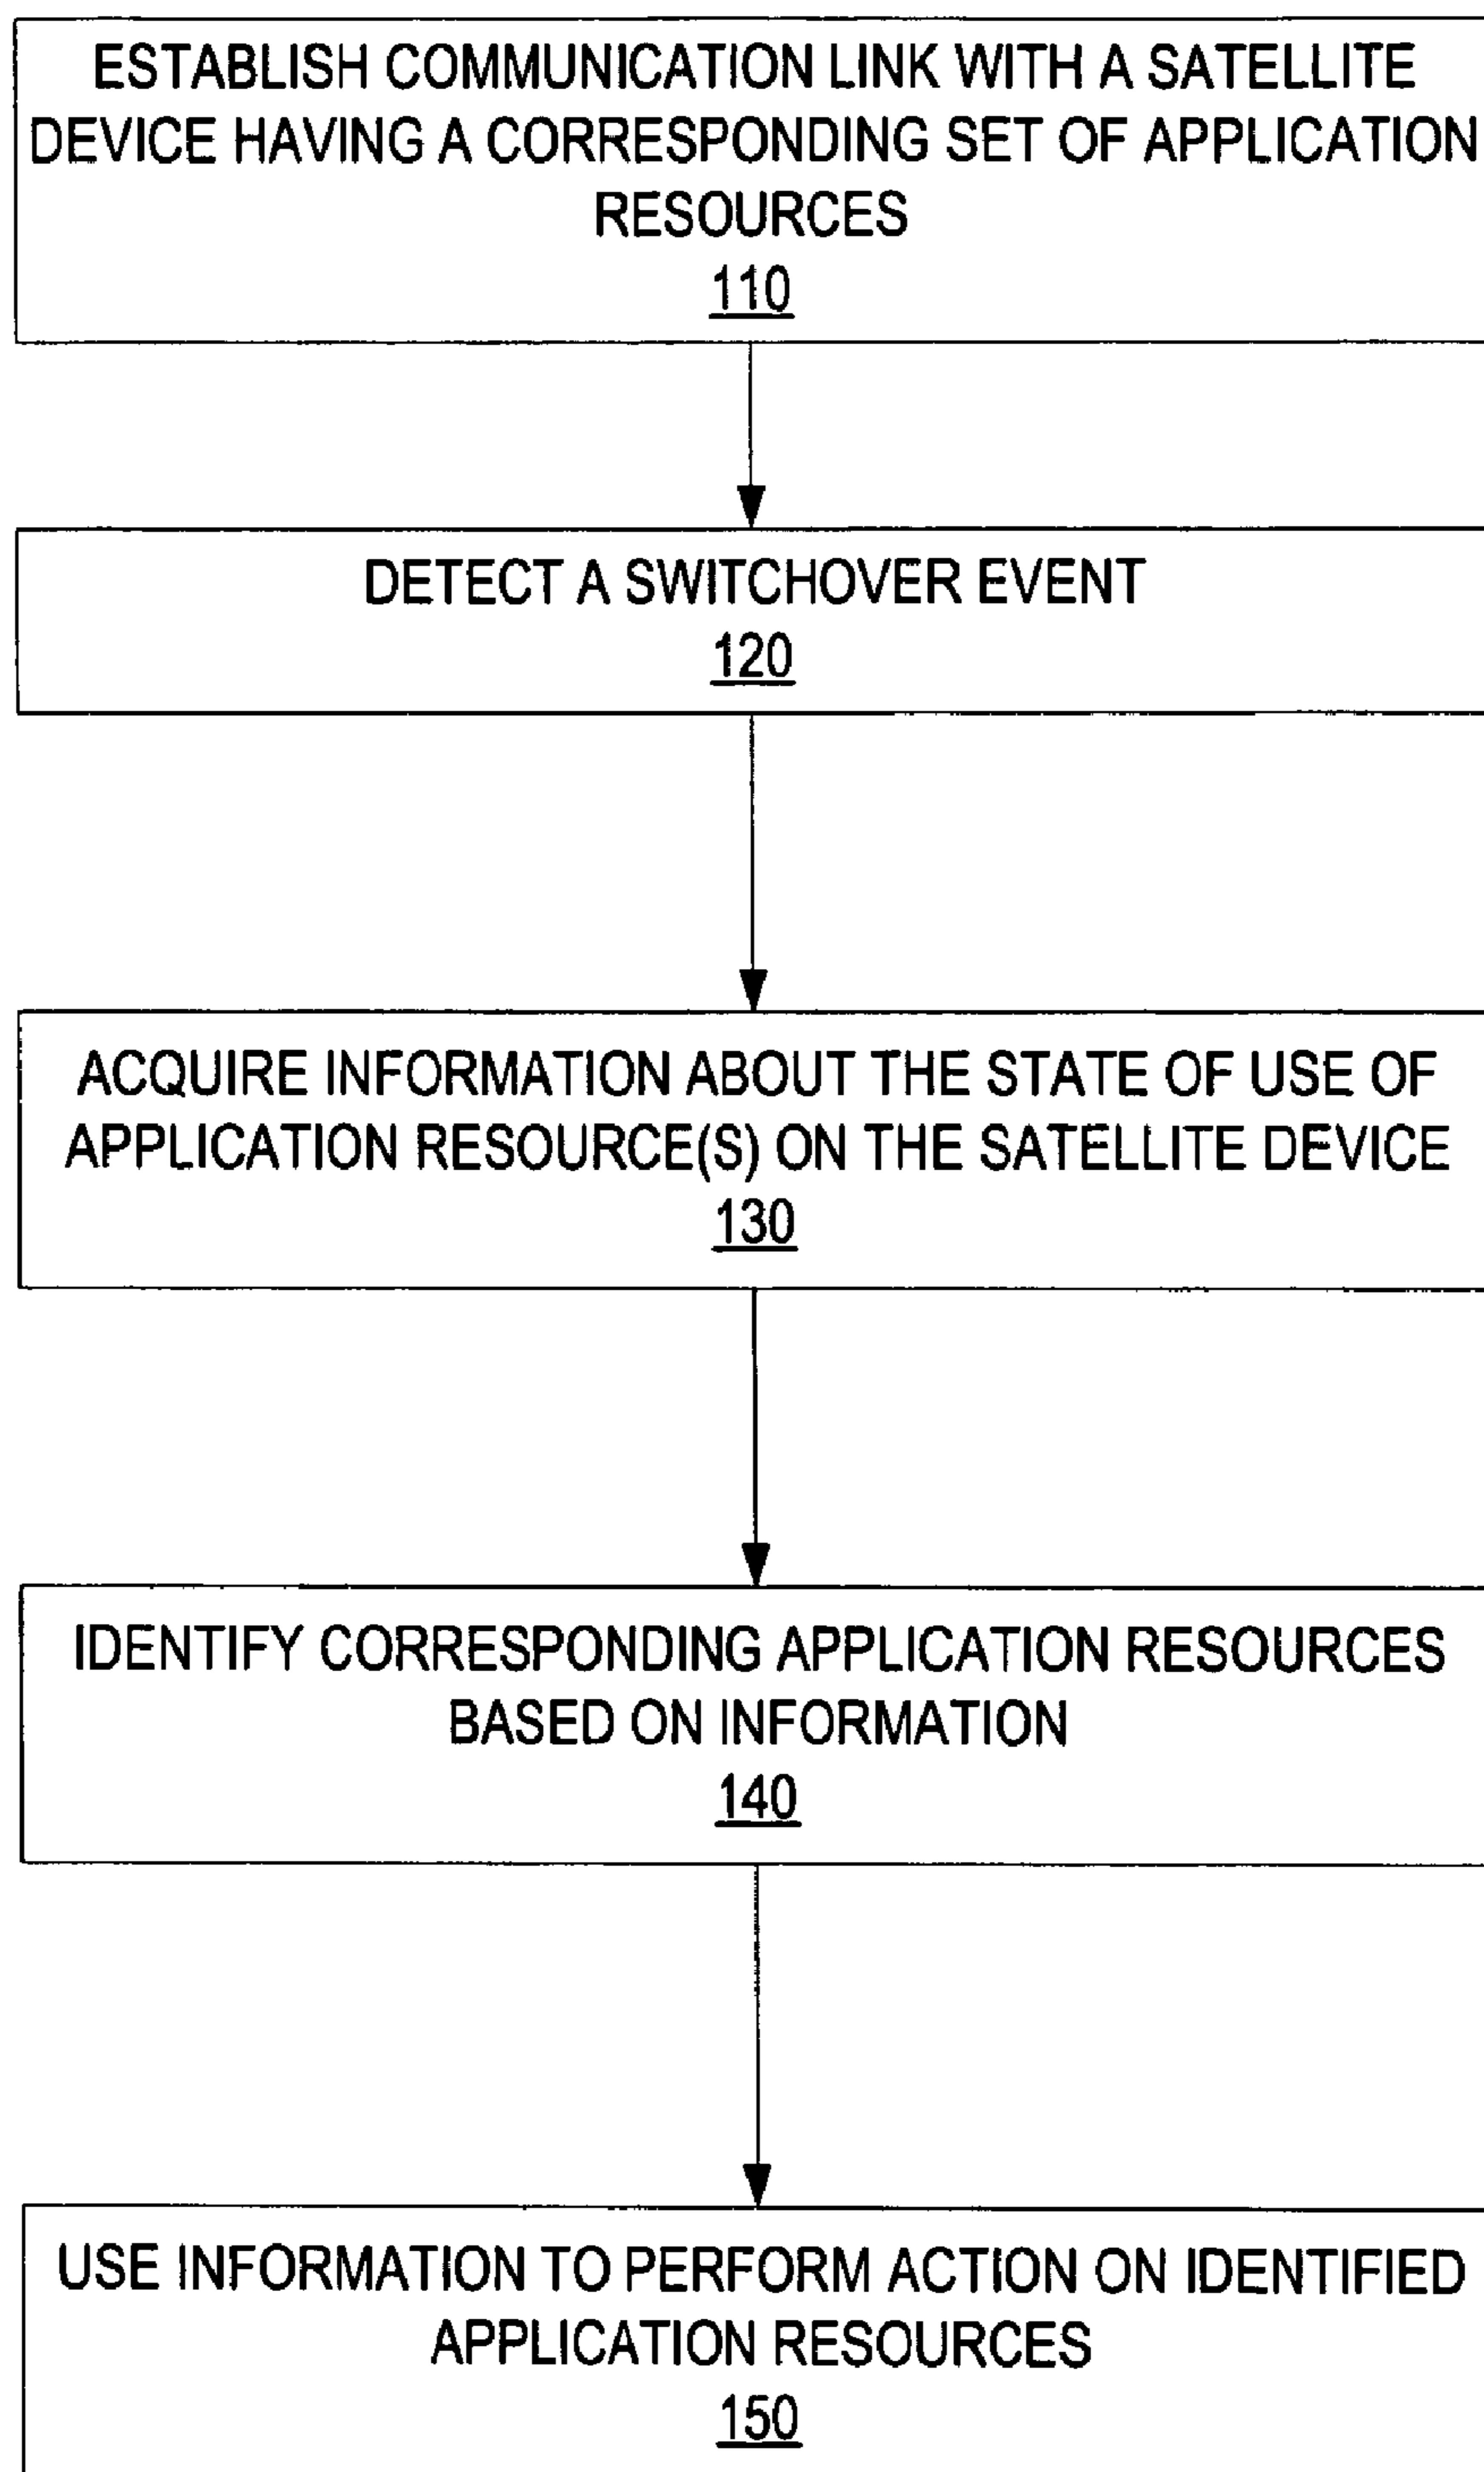 ESTABLISH COMMUNICATION LINK WITH A SATELLITE
DEVICE HAVING A CORRESPONDING SET OF APPLICATION
RESOURCES
110
DETECT A SWITCHOVER EVENT
120
ACQUIRE INFORMATION ABOUT THE STATE OF USE OF
APPLICATION RESOURCE(S) ON THE SATELLITE DEVICE
130
IDENTIFY CORRESPONDING APPLICATION RESOURCES
BASED ON INFORMATION
140
USE INFORMATION TO PERFORM ACTION ON IDENTIFIED
APPLICATION RESOURCES
150